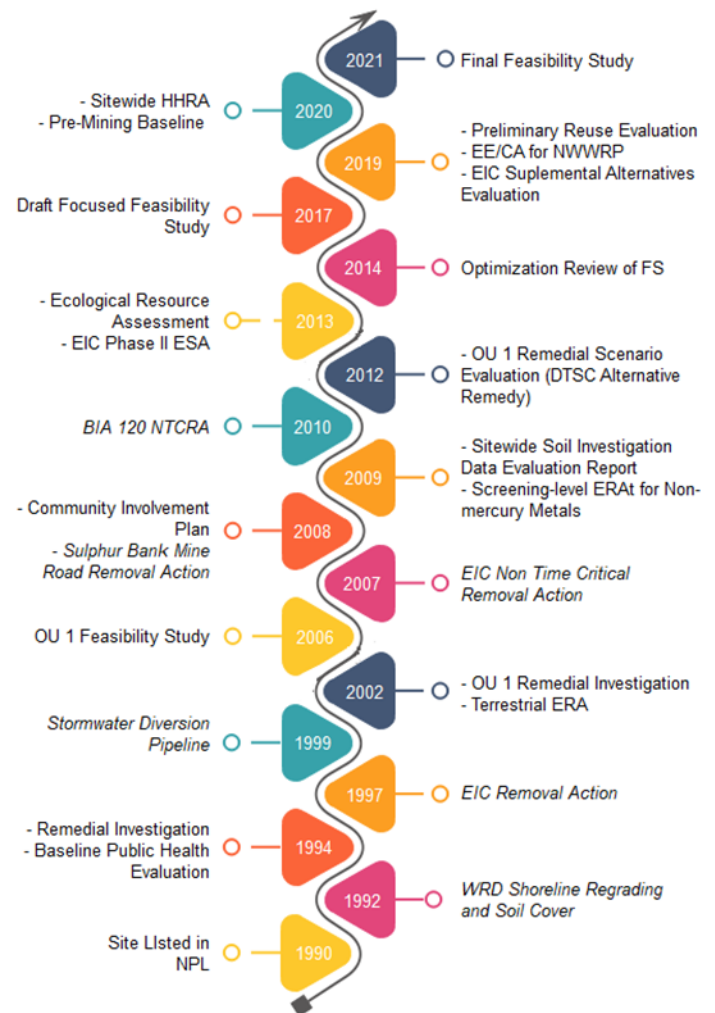 2021
Final Feasibility Study
- Sitewide HHRA
- Pre-Mining Baseline
2020
2019
- Preliminary Reuse Evaluation
- EE/CA for NWWRP
- EIC Suplemental Alternatives
Evaluation
Draft Focused Feasibility
Study
2017
2014
Optimization Review of FS
- Ecological Resource
Assessment
- EIC Phase II ESA
2013
2012
- OU 1 Remedial Scenario
Evaluation (DTSC Alternative
Remedy)
BIA 120 NTCRA
2010
2009
- Sitewide Soil Investigation
Data Evaluation Report
- Screening-level ERAt for Non-
mercury Metals
- Community Involvement
Plan
- Sulphur Bank Mine
Road Removal Action
2008
2007
EIC Non Time Critical
Removal Action
OU 1 Feasibility Study
2006
2002
- OU 1 Remedial Investigation
- Terrestrial ERA
Stormwater Diversion
Pipeline
1999
1997
EIC Removal Action
- Remedial Investigation
- Baseline Public Health
Evaluation
1994
1992
WRD Shoreline Regrading
and Soil Cover
Site LIsted in
NPL
1990